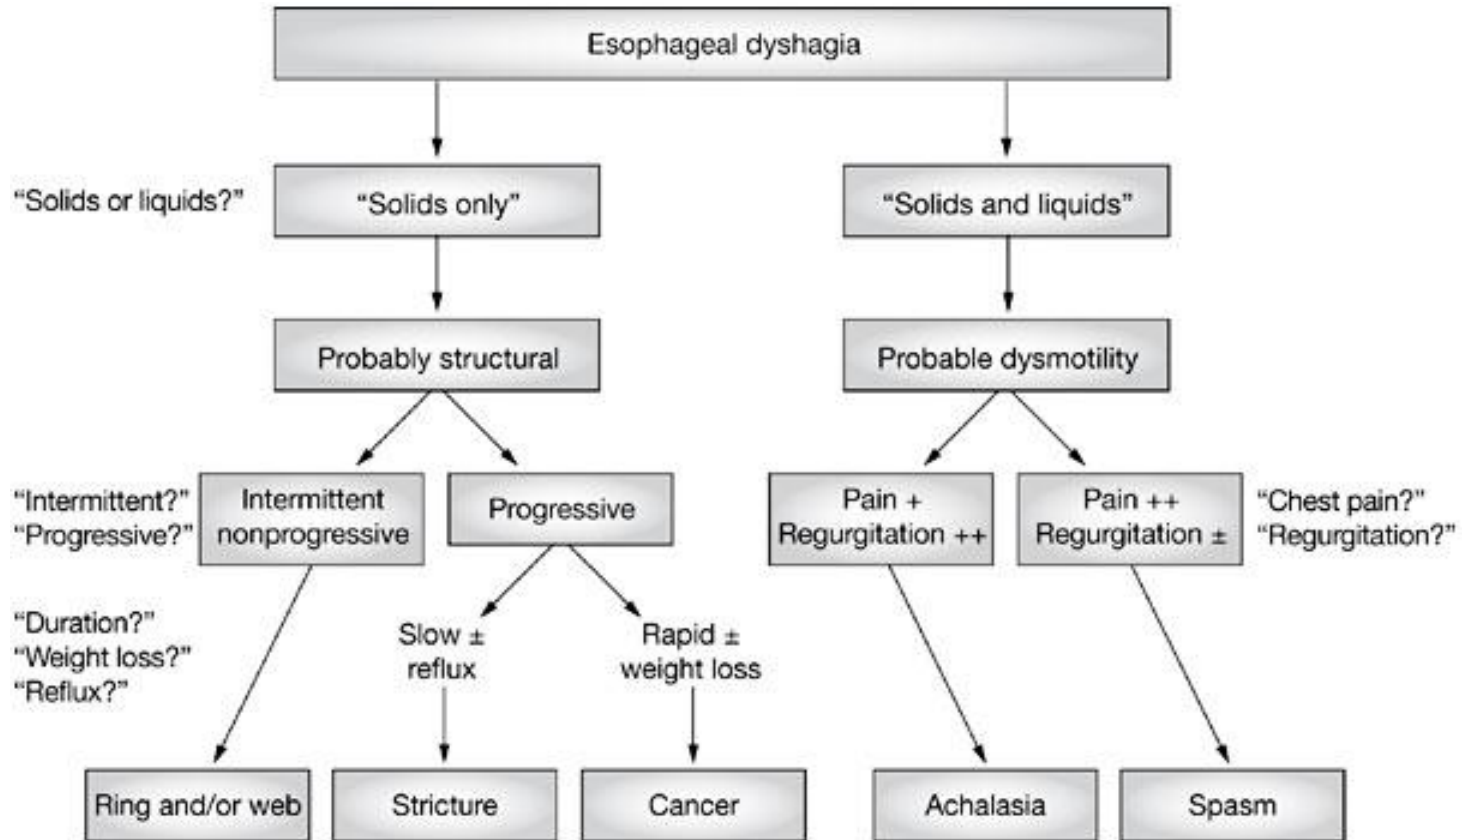 Esophageal dyshagia
“Solids or liquids?”
“Solids only”
“Solids and liquids”
Probably structural
Probable dysmotility
“Intermittent?”
“Progressive?”
Intermittent
nonprogressive
Progressive
Pain +
Regurgitation ++
Pain ++
Regurgitation ±
“Chest pain?”
“Regurgitation?”
“Duration?”
“Weight loss?”
“Reflux?”
Slow ±
reflux
Rapid ±
weight loss
Ring and/or web
Stricture
Cancer
Achalasia
Spasm